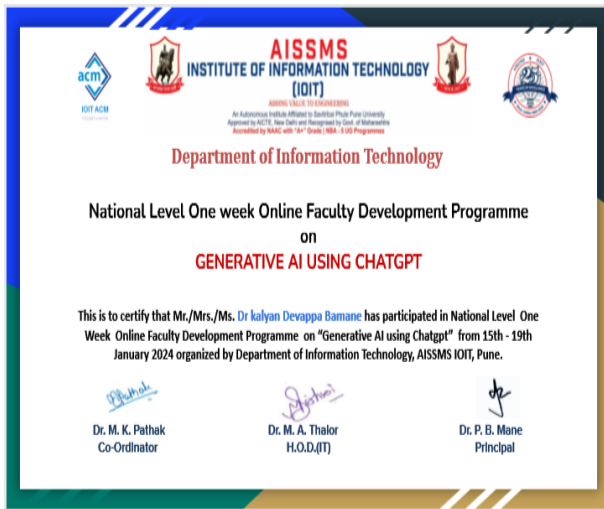 acm
IOIT ACM
AISSMS
INSTITUTE OF INFORMATION TECHNOLOGY
(IOIT)
ADDING VALUE TO ENGINEERING
An Autonomous Institute Affiliated to Savitribai Phule Pune University
Approved by AICTE, New Delhi and Recognised by Govt. of Maharashtra
Accredited by NAAC with "A+" Grade | NBA - 5 UG Programmes
25
Department of Information Technology
National Level One week Online Faculty Development Programme
on
GENERATIVE AI USING CHATGPT
This is to certify that Mr./Mrs./Ms. Dr kalyan Devappa Bamane has participated in National Level One
Week Online Faculty Development Programme on “Generative AI using Chatgpt” from 15th - 19th
January 2024 organized by Department of Information Technology, AISSMS IOIT, Pune.
Dr. M. K. Pathak
Co-Ordinator
Dr. M. A. Thalor
H.O.D.(IT)
Dr. P. B. Mane
Principal